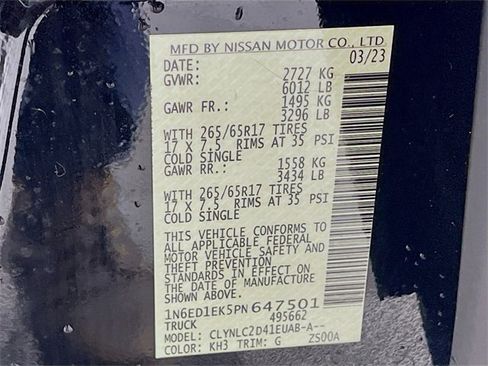 MFD BY NISSAN MOTOR CO., LTD
DATE: 03/23
GVWR: 2727 KG
6012 LB
GAWR FR.: 1495 KG
3296 LB
WITH 265/65R17 TIRES
17 X 7.5 RIMS AT 35 PSI
COLD SINGLE
GAWR RR.: 1558 KG
3434 LB
WITH 265/65R17 TIRES
17 X 7.5 RIMS AT 35 PSI
COLD SINGLE
THIS VEHICLE CONFORMS TO
ALL APPLICABLE FEDERAL
MOTOR VEHICLE SAFETY AND
THEFT PREVENTION
STANDARDS IN EFFECT ON
THE DATE OF MANUFACTURE
SHOWN ABOVE.
1N6ED1EK5PN647501
TRUCK 495662
MODEL: CLYNLC2D41EUAB-A--
COLOR: KH3 TRIM: G ZS00A